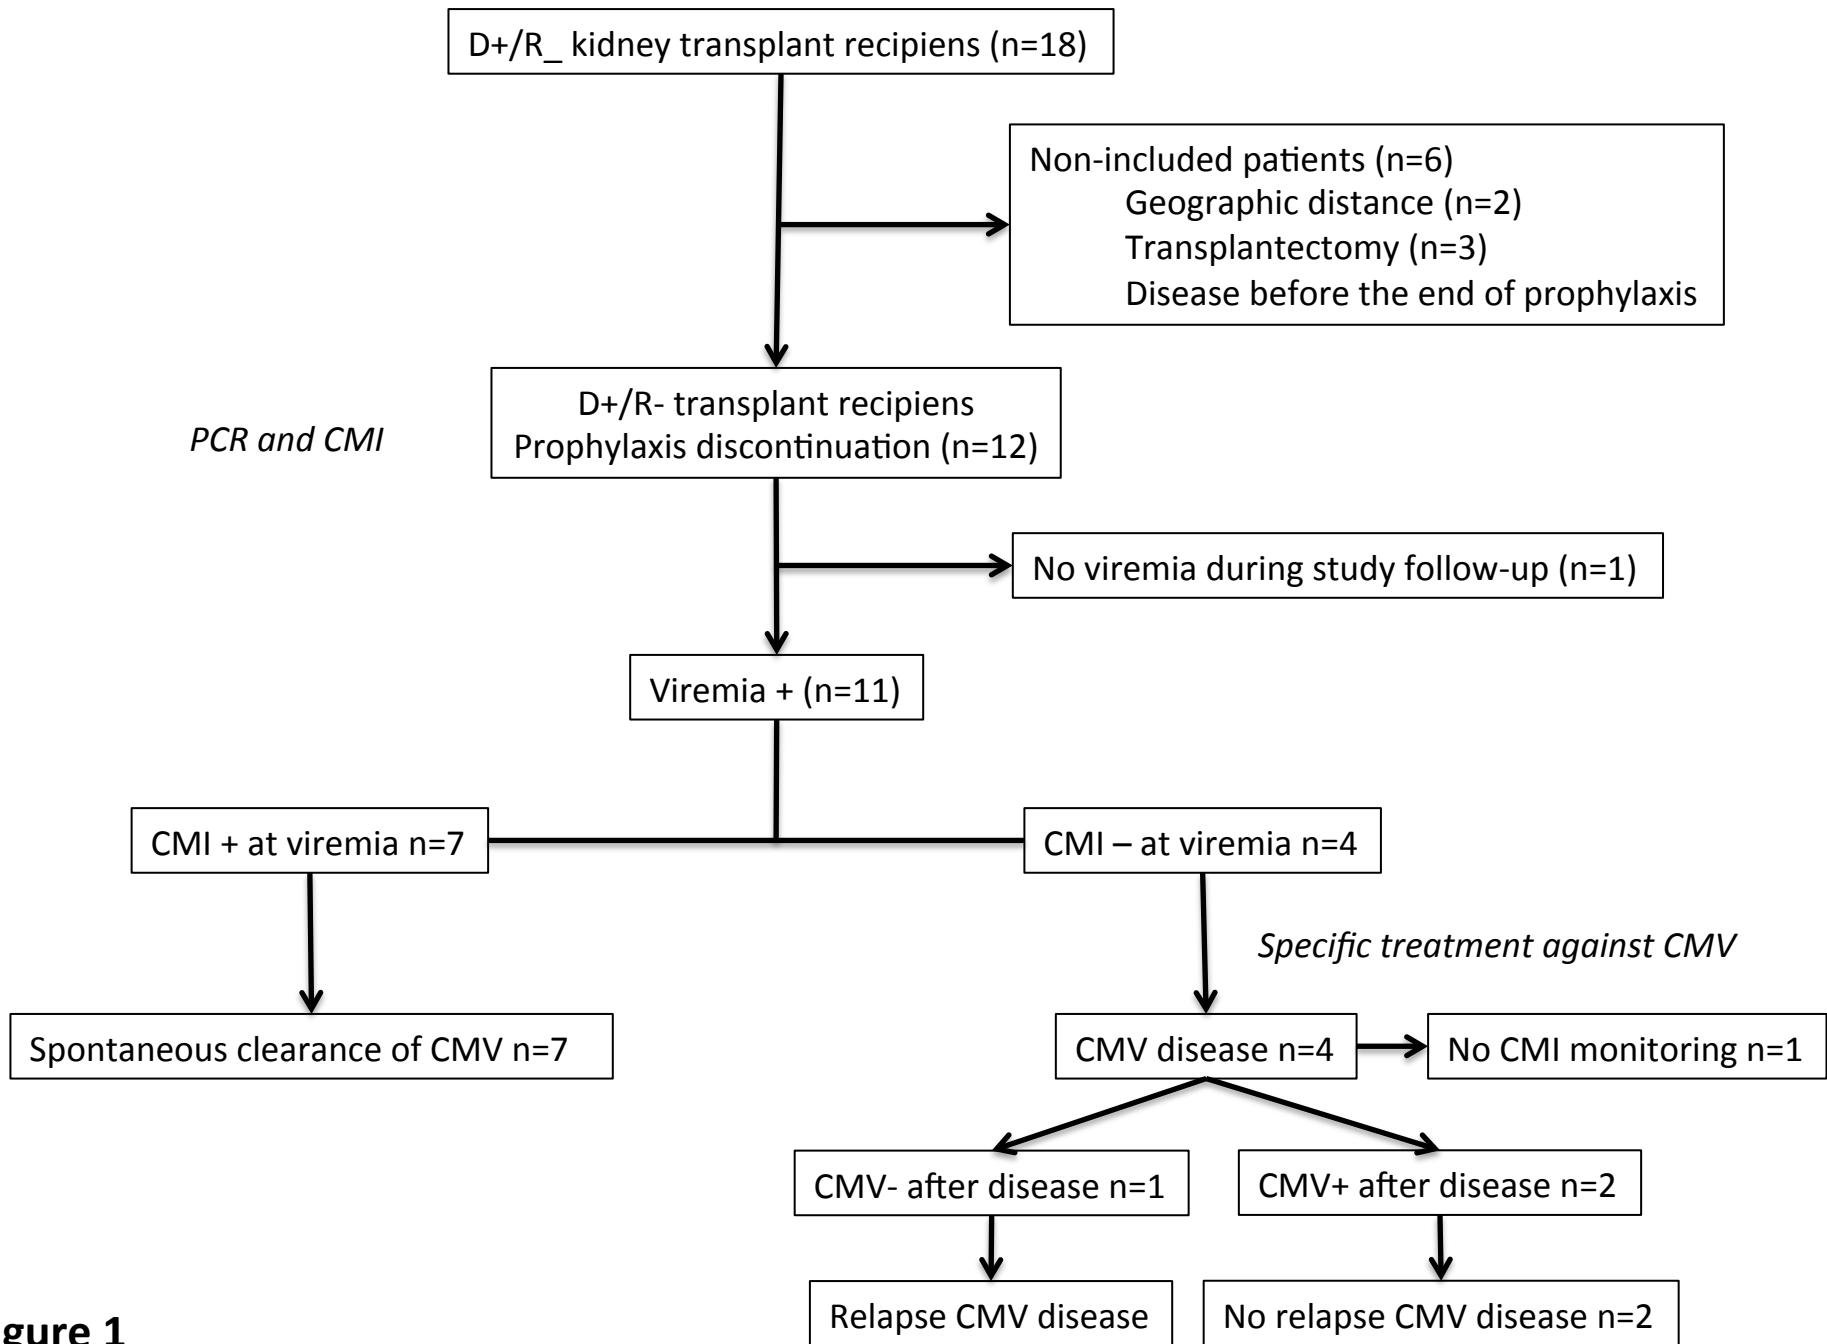 D+/R_ kidney transplant recipiens (n=18)
Non-included patients (n=6)
Geographic distance (n=2)
Transplantectomy (n=3)
Disease before the end of prophylaxis
D+/R- transplant recipiens
Prophylaxis discontinuation (n=12)
PCR and CMI
No viremia during study follow-up (n=1)
Viremia + (n=11)
CMI + at viremia n=7
CMI – at viremia n=4
Specific treatment against CMV
Spontaneous clearance of CMV n=7
CMV disease n=4
No CMI monitoring n=1
CMV- after disease n=1
CMV+ after disease n=2
Relapse CMV disease
No relapse CMV disease n=2
gure 1